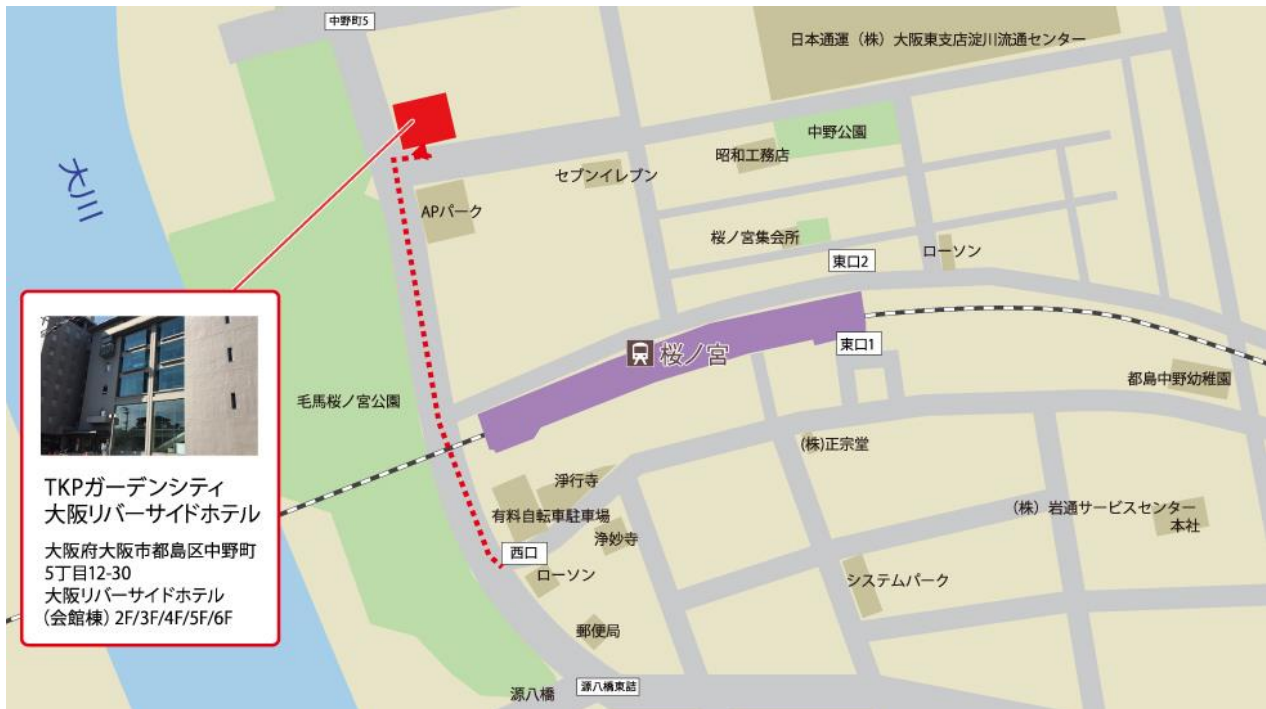 中野町5
日本通運（株）大阪東支店淀川流通センター
中野公園
昭和工務店
セブンイレブン
大川
APパーク
桜ノ宮集会所
ローソン
東口2
東口1
桜ノ宮
都島中野幼稚園
毛馬桜ノ宮公園
(株)正宗堂
淨行寺
有料自転車駐車場
浄妙寺
（株）岩通サービスセンター
本社
西口
ローソン
システムパーク
郵便局
源八橋
源八橋東詰
TKPガーデンシティ
大阪リバーサイドホテル
大阪府大阪市都島区中野町
5丁目12-30
大阪リバーサイドホテル
(会館棟) 2F/3F/4F/5F/6F